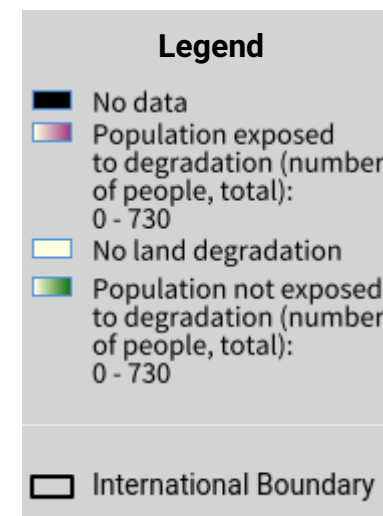 Legend
No data
Population exposed
to degradation (number
of people, total):
0 - 730
No land degradation
Population not exposed
to degradation (number
of people, total):
0 - 730
International Boundary